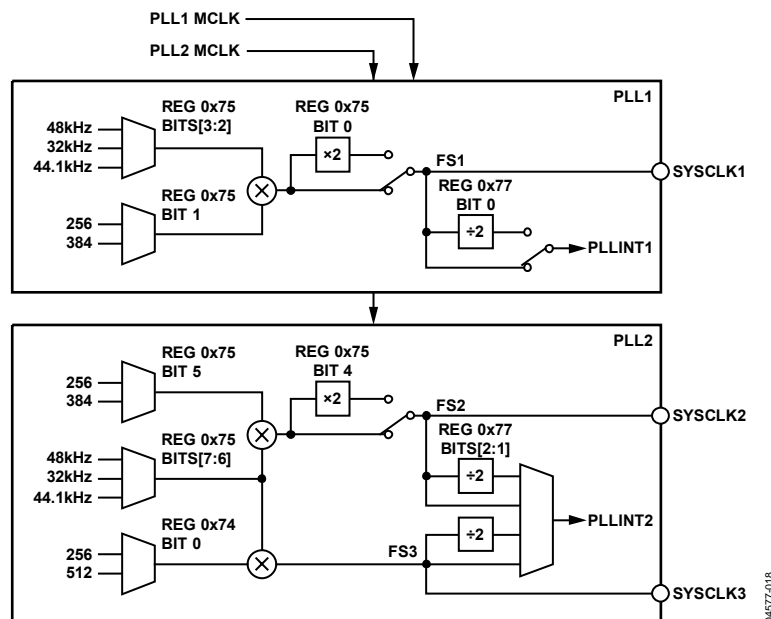 PLL1 MCLK
PLL2 MCLK
PLL1
REG 0x75
BITS[3:2]
48kHz
32kHz
44.1kHz
REG 0x75
BIT 0
×2
FS1
SYSCLK1
REG 0x75
BIT 1
256
384
×
REG 0x77
BIT 0
÷2
PLLINT1
PLL2
REG 0x75
BIT 5
256
384
REG 0x75
BIT 4
×2
FS2
SYSCLK2
×
REG 0x75
BITS[7:6]
48kHz
32kHz
44.1kHz
REG 0x77
BITS[2:1]
÷2
PLLINT2
÷2
REG 0x74
BIT 0
256
512
×
FS3
SYSCLK3
04577-018